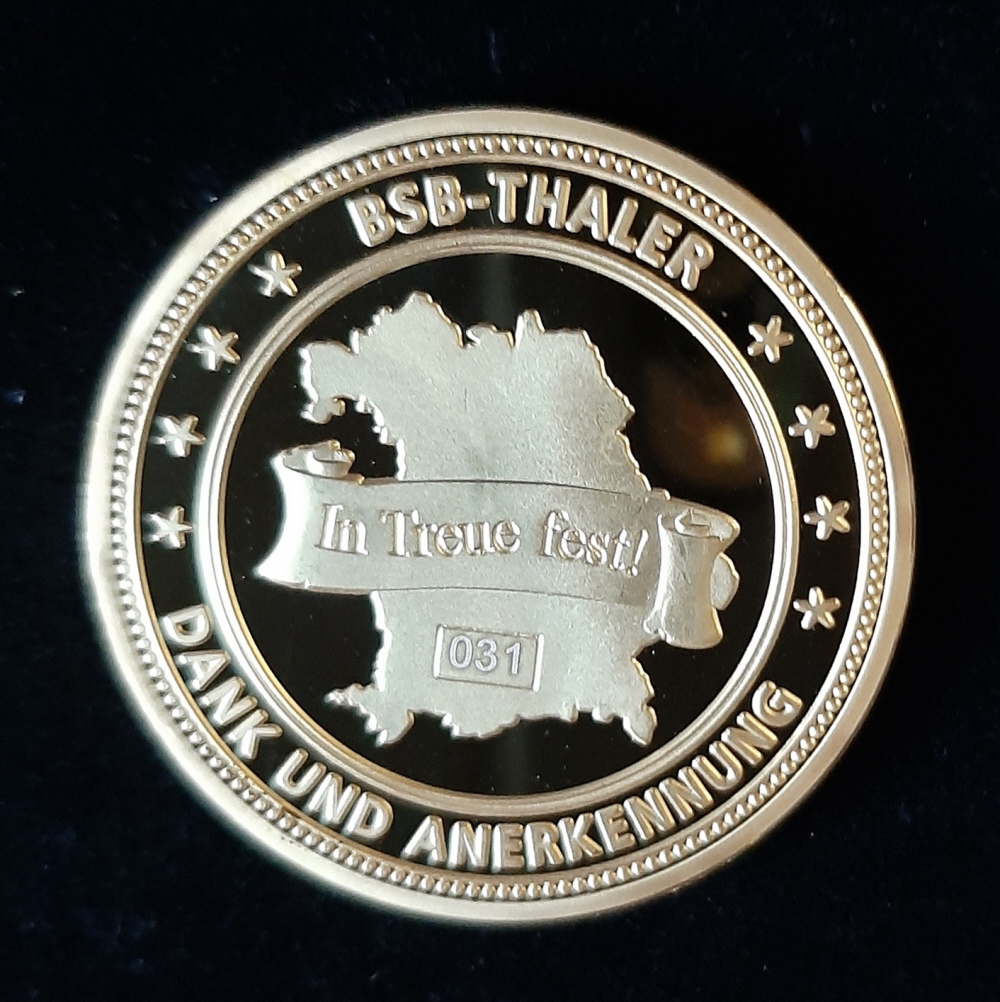 BSB-THALER
In Treue fest!
031
DANK UND ANERKENNUNG